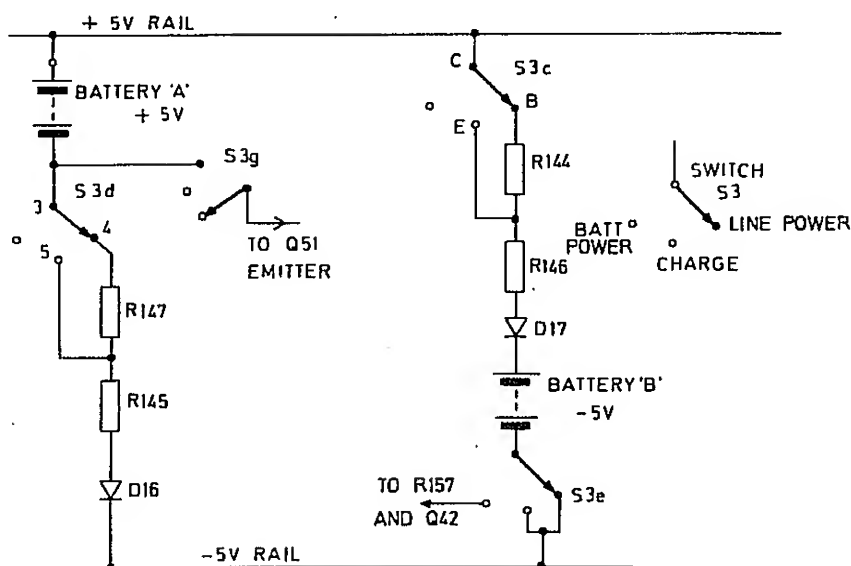 + 5V RAIL
BATTERY 'A'
+ 5V
S3g
S3d
3
4
5
TO Q51
EMITTER
R147
R145
D16
-5V RAIL
C
S3c
B
E
R144
R146
D17
BATTERY 'B'
-5V
TO R157
AND Q42
S3e
SWITCH
S3
LINE POWER
BATT
POWER
CHARGE